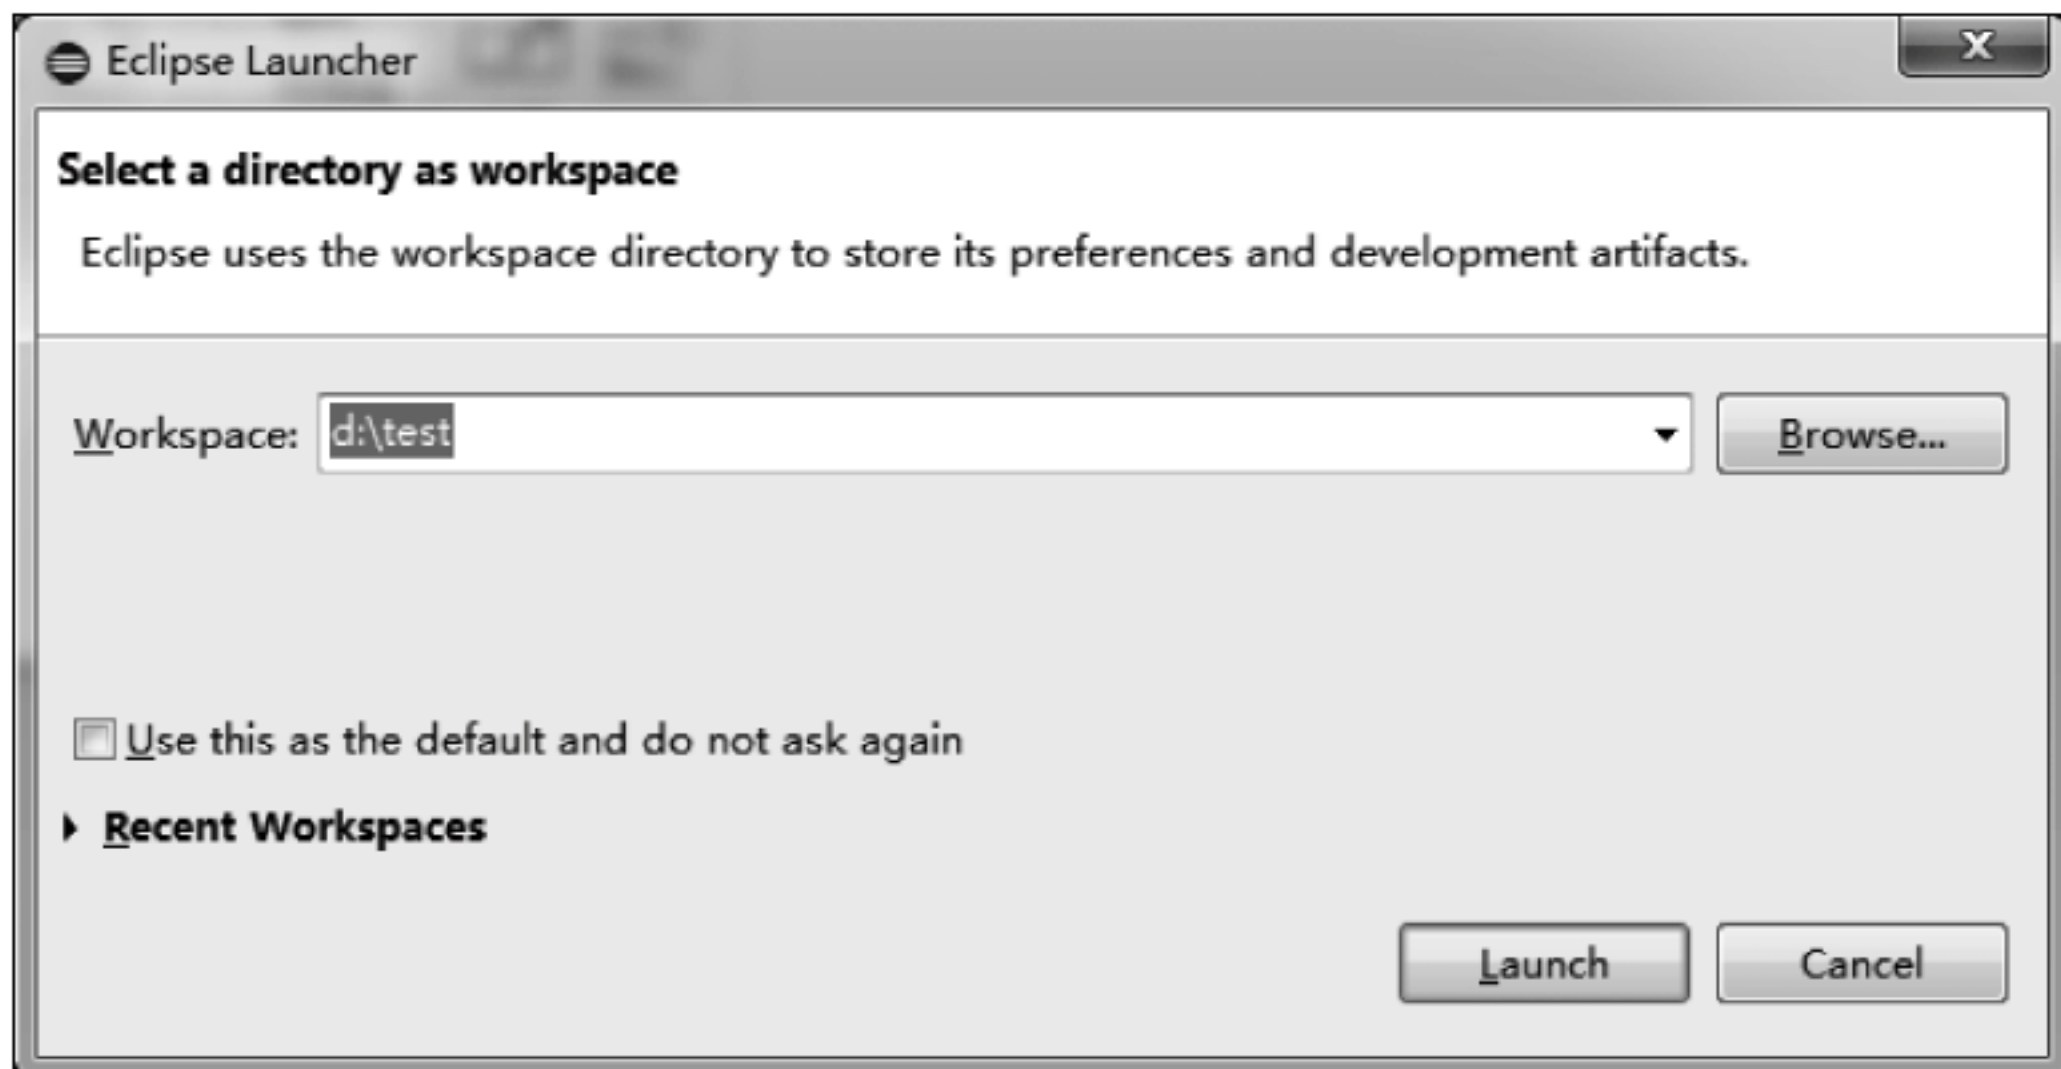 Eclipse Launcher
Select a directory as workspace
Eclipse uses the workspace directory to store its preferences and development artifacts.
Workspace: d:\test Browse...
Use this as the default and do not ask again
Recent Workspaces
Launch Cancel